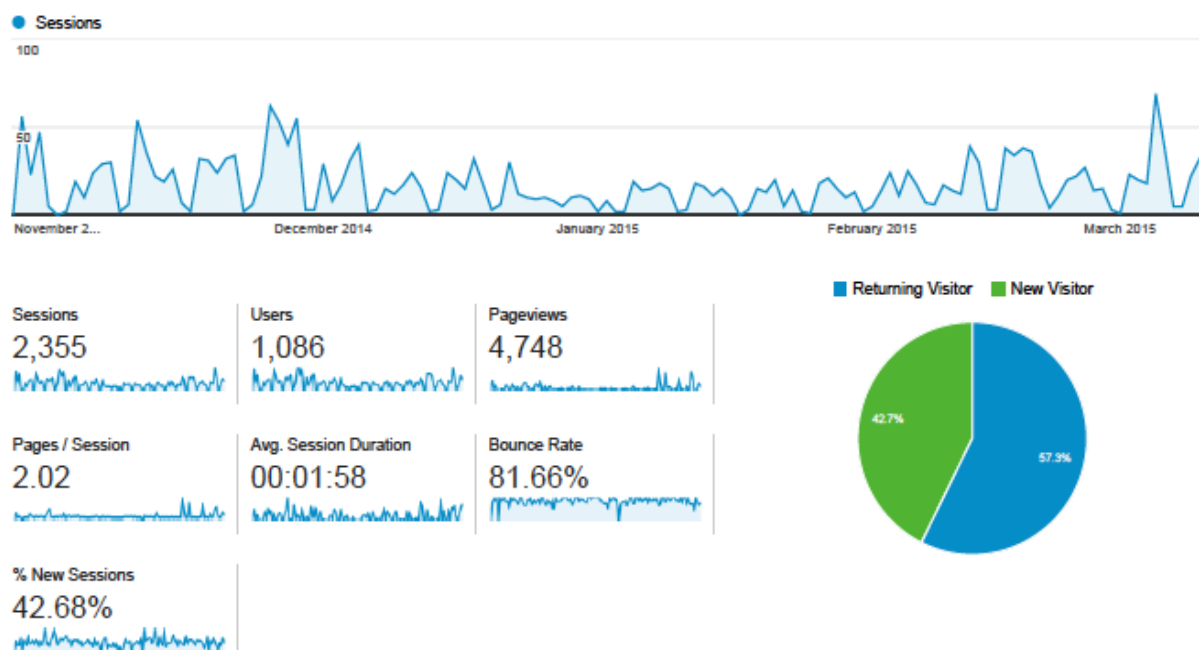 Sessions
100
50
November 2...
December 2014
January 2015
February 2015
March 2015
Returning Visitor
New Visitor
Sessions
Users
Pageviews
2,355
1,086
4,748
42.7%
57.3%
Pages / Session
Avg. Session Duration
Bounce Rate
2.02
00:01:58
81.66%
% New Sessions
42.68%